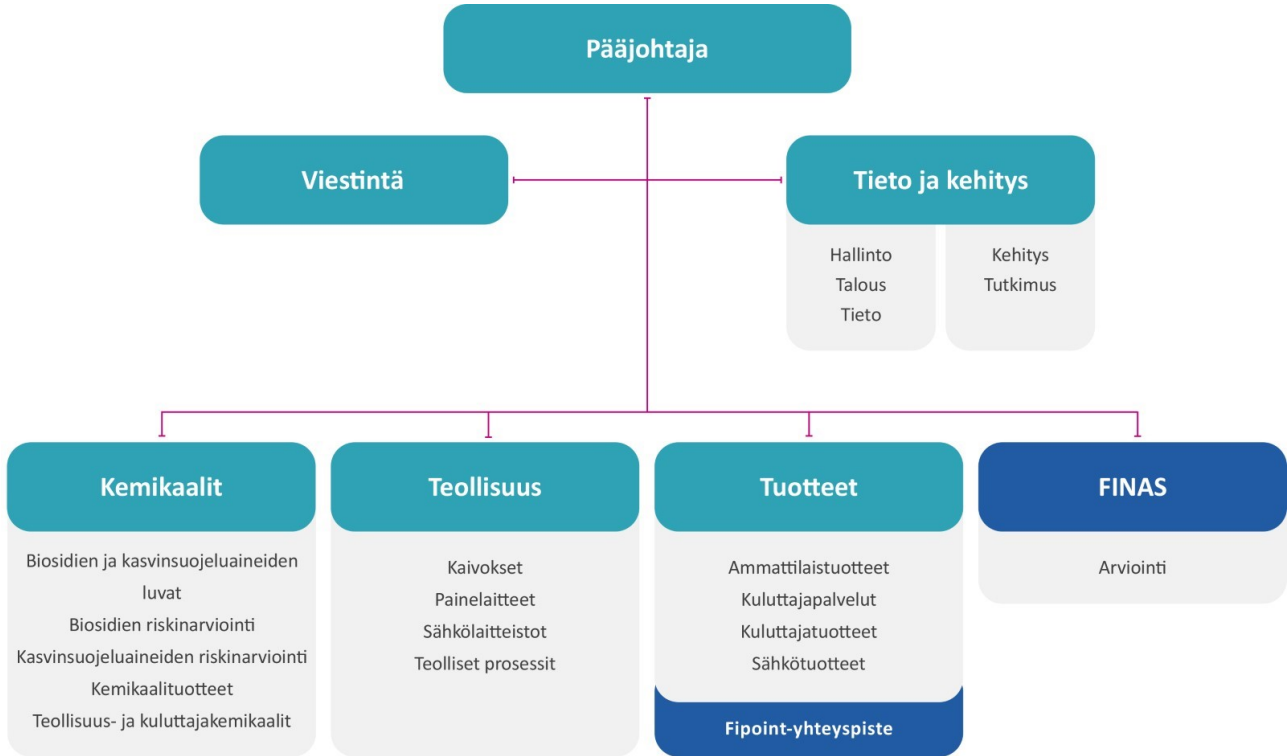 Pääjohtaja
Viestintä
Tieto ja kehitys
Hallinto
Talous
Tieto
Kehitys
Tutkimus
Kemikaalit
Biosidien ja kasvinsuojeluaineiden
luvat
Biosidien riskinarviointi
Kasvinsuojeluaineiden riskinarviointi
Kemikaalituotteet
Teollisuus- ja kuluttajakemikaalit
Teollisuus
Kaivokset
Painelaitteet
Sähkölaitteistot
Teolliset prosessit
Tuotteet
Ammattilaistuotteet
Kuluttajapalvelut
Kuluttajatuotteet
Sähkötuotteet
Fipoint-yhteyspiste
FINAS
Arviointi